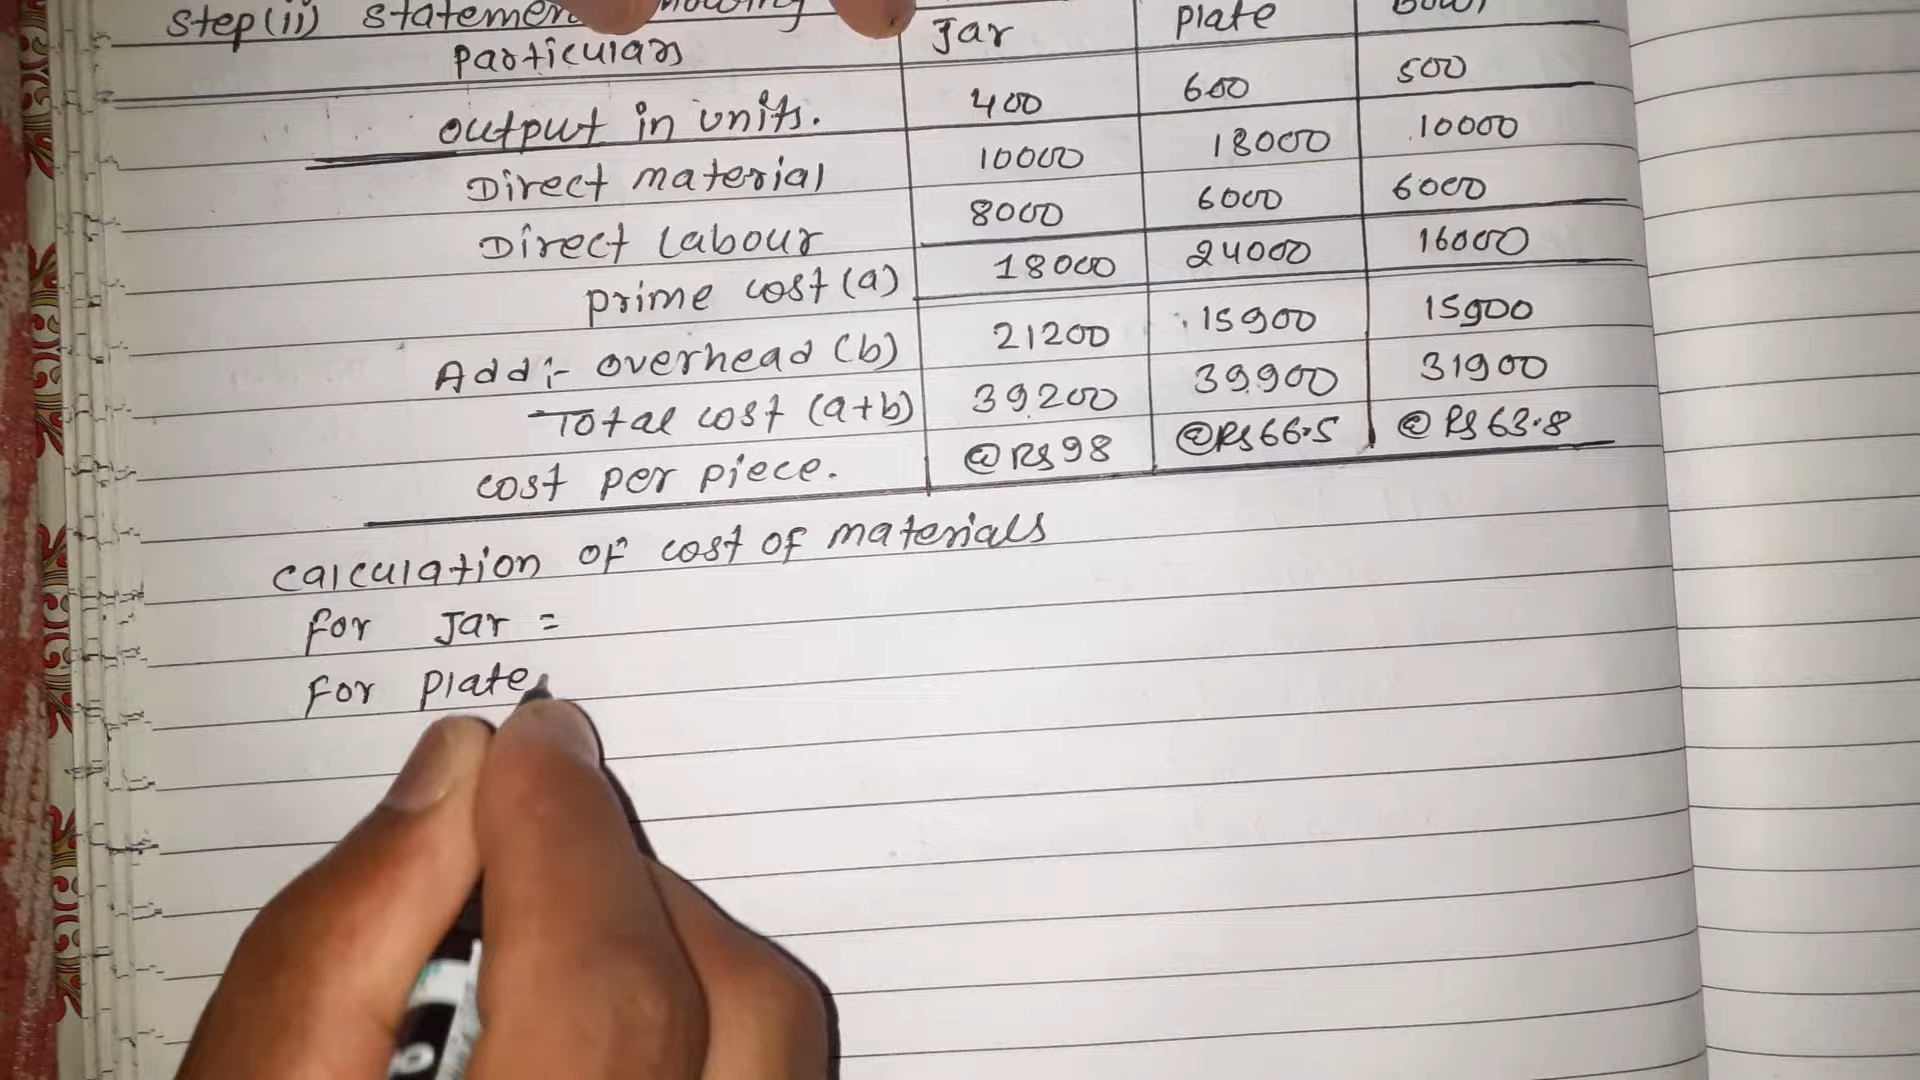 Step(ii) Statement
Particulars Jar Plate Bowl
Output in units. 400 600 500
Direct material 10000 18000 10000
Direct Labour 8000 6000 6000
Prime cost (a) 18000 24000 16000
Add:- overhead (b) 21200 15900 15900
Total cost (a+b) 39200 39900 31900
cost per piece. @Rs98 @Rs66.5 @Rs63.8
calculation of cost of materials
For Jar =
For Plate